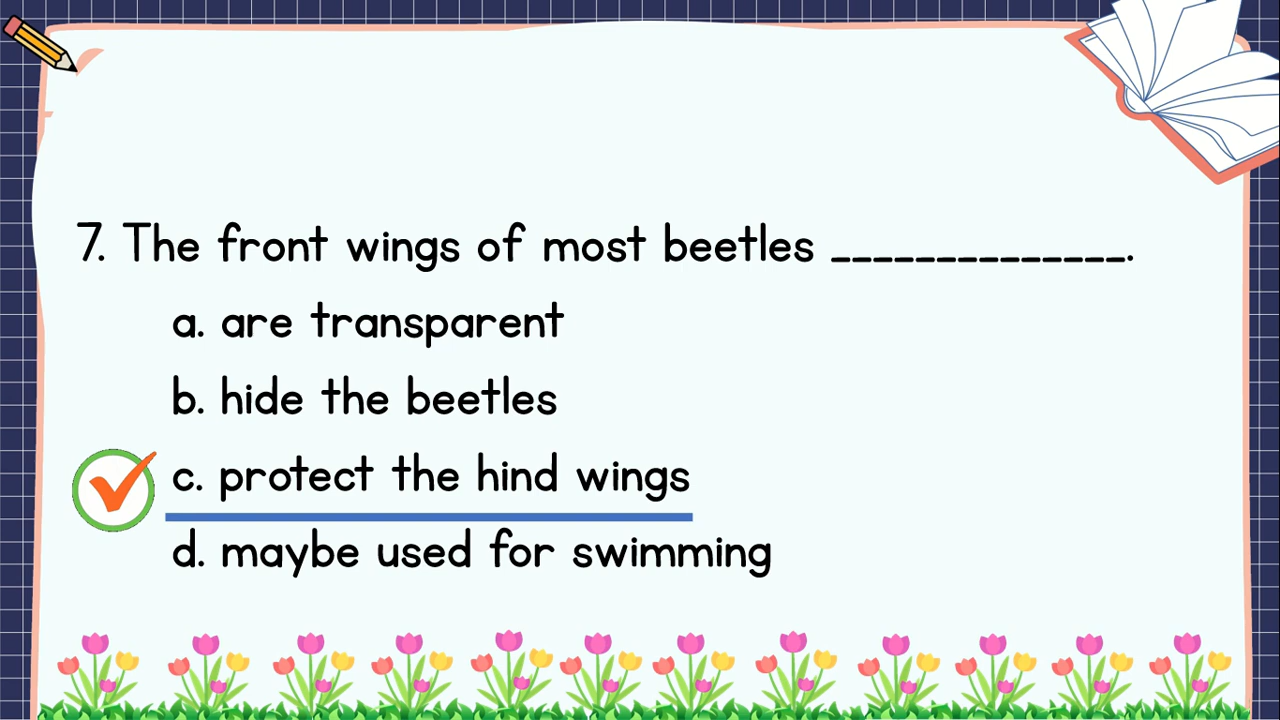 7. The front wings of most beetles ______________.
a. are transparent
b. hide the beetles
c. protect the hind wings
d. maybe used for swimming